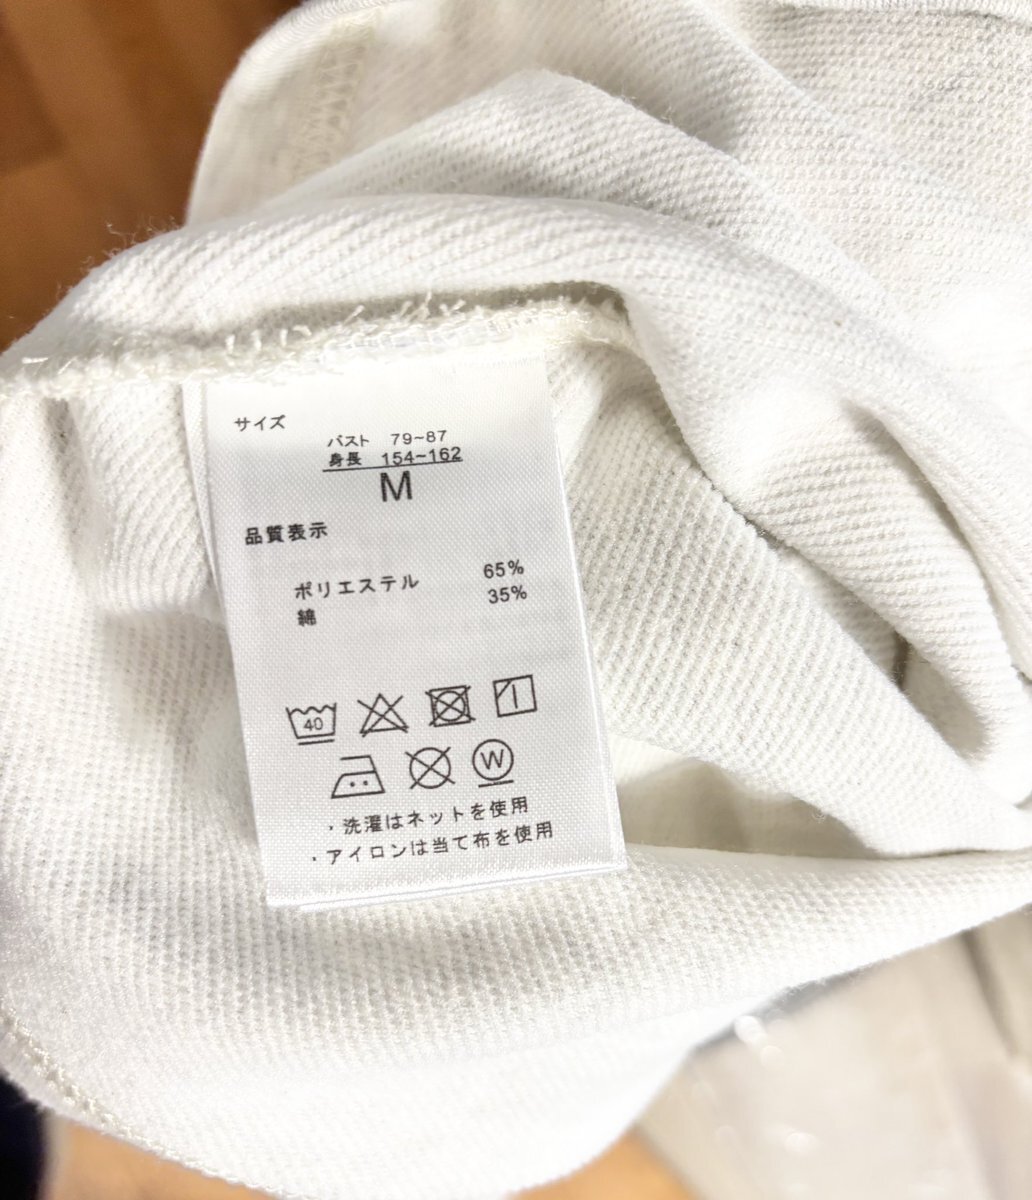 サイズ
バスト 79~87
身長 154~162
M
品質表示
ポリエステル 65%
綿 35%
40
W
・洗濯はネットを使用
・アイロンは当て布を使用